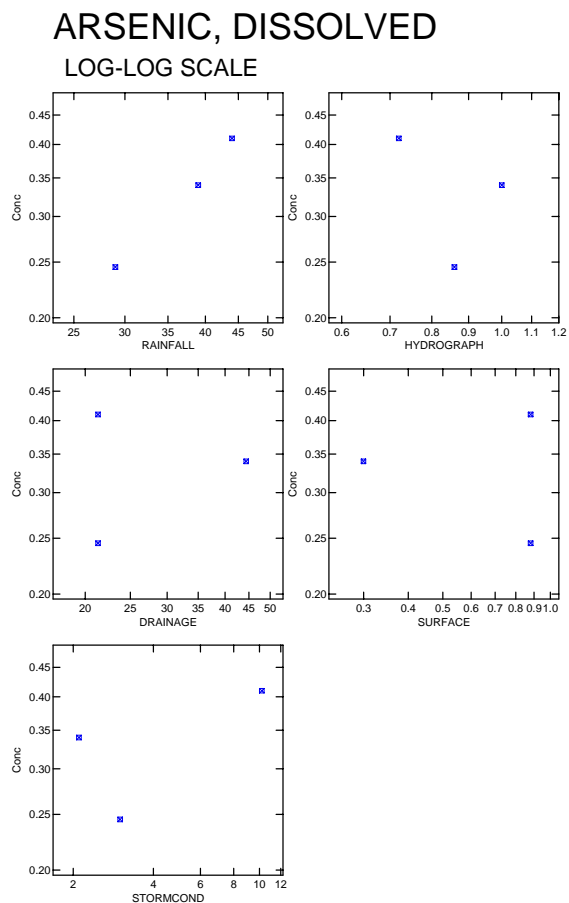 ARSENIC, DISSOLVED
LOG-LOG SCALE
0.45
0.40
0.35
0.30
0.25
0.20
Conc
25 30 35 40 45 50
RAINFALL
0.45
0.40
0.35
0.30
0.25
0.20
Conc
0.6 0.7 0.8 0.9 1.0 1.1 1.2
HYDROGRAPH
0.45
0.40
0.35
0.30
0.25
0.20
Conc
20 25 30 35 40 45 50
DRAINAGE
0.45
0.40
0.35
0.30
0.25
0.20
Conc
0.3 0.4 0.5 0.6 0.7 0.8 0.9 1.0
SURFACE
0.45
0.40
0.35
0.30
0.25
0.20
Conc
2 4 6 8 10 12
STORMCOND